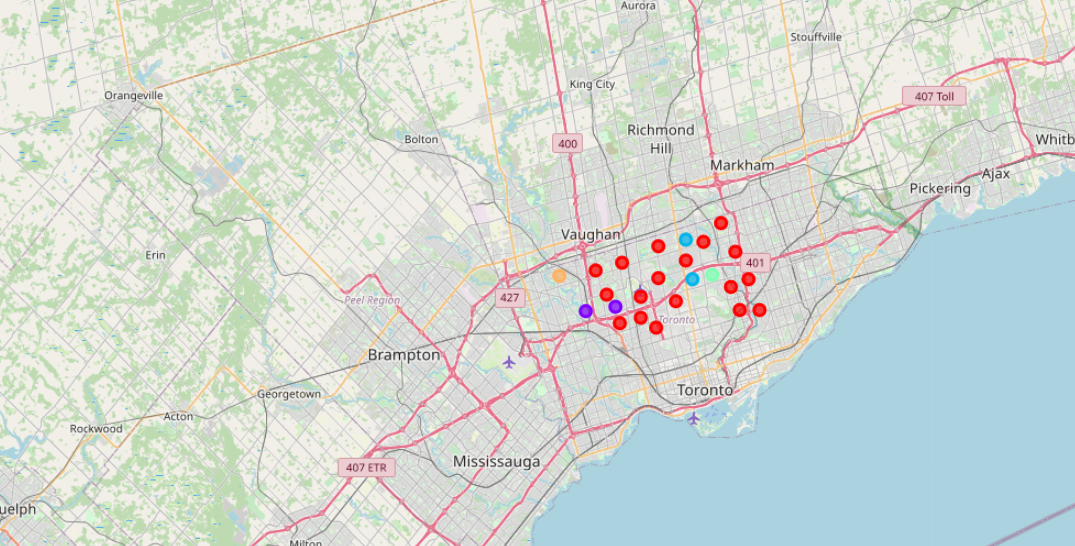 Aurora
Stouffville
King City
Orangeville
407 Toll
Richmond
Hill
Bolton
400
Whitb
Markham
Ajax
Pickering
Vaughan
Erin
401
427
Peel Region
Toronto
Brampton
Toronto
Georgetown
Acton
Rockwood
Mississauga
407 ETR
uelph
Milton